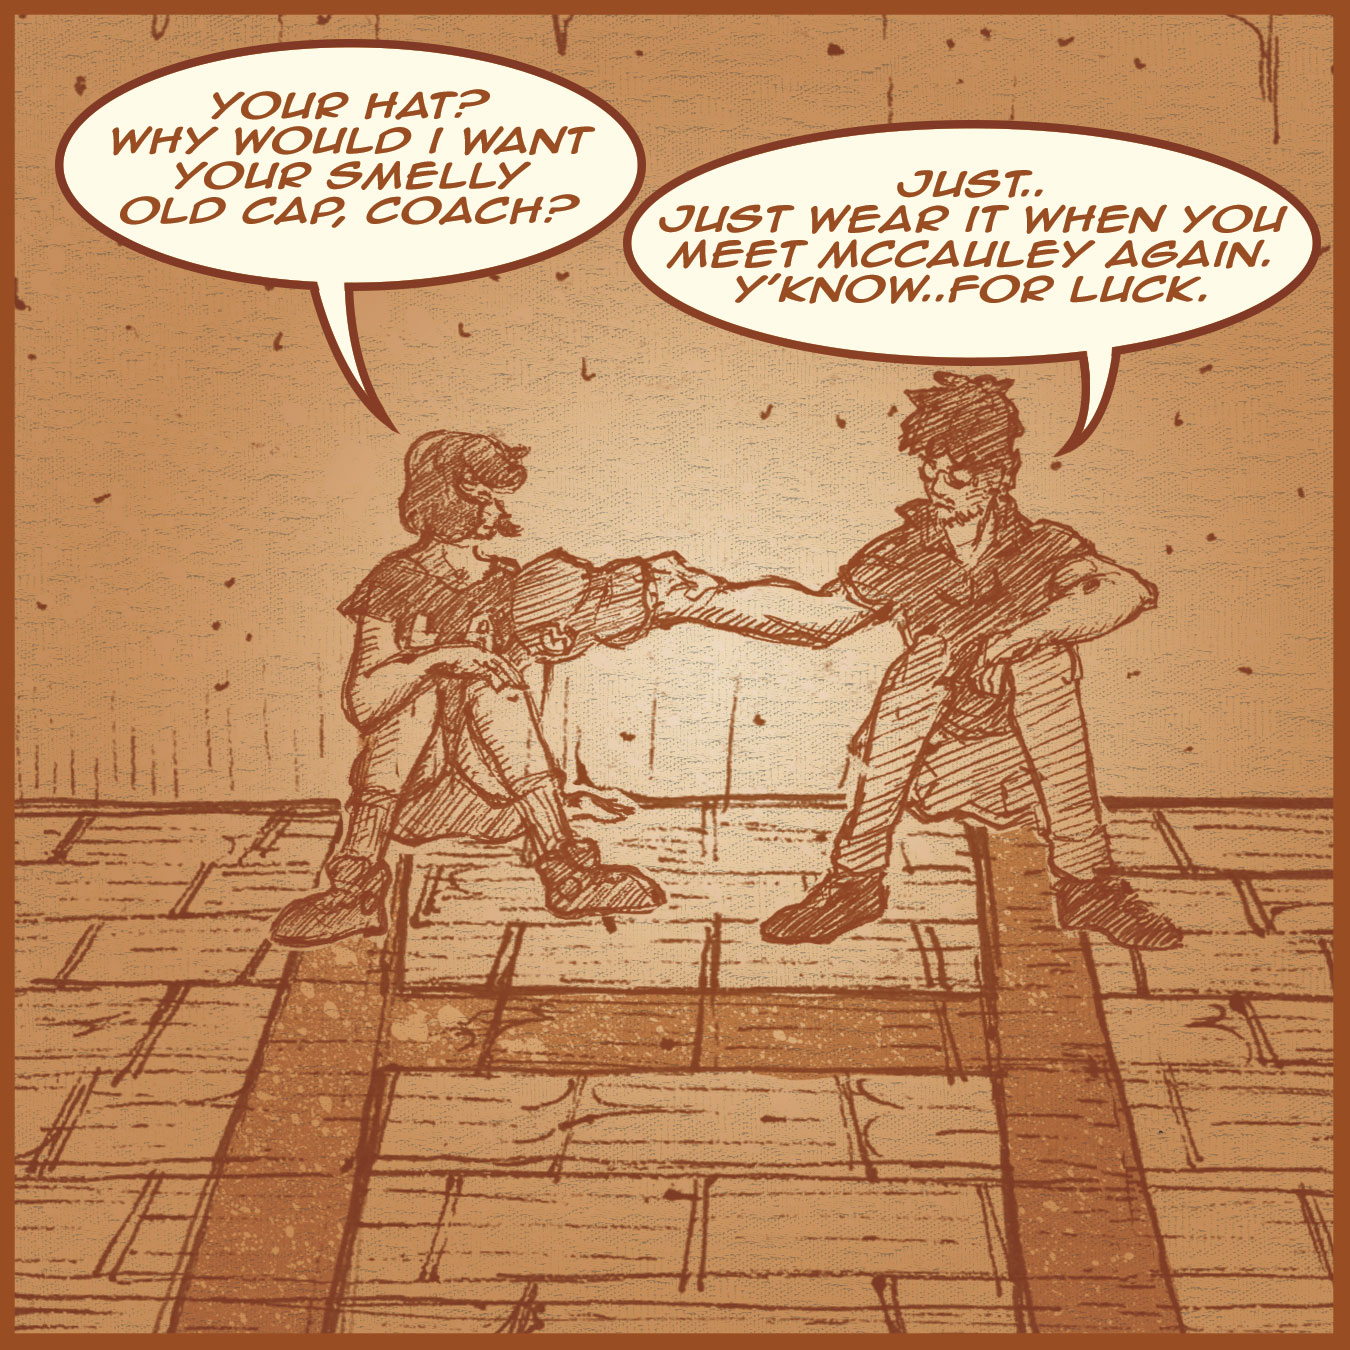 YOUR HAT?
WHY WOULD I WANT
YOUR SMELLY
OLD CAP, COACH?
JUST..
JUST WEAR IT WHEN YOU
MEET MCCAULEY AGAIN.
Y'KNOW..FOR LUCK.